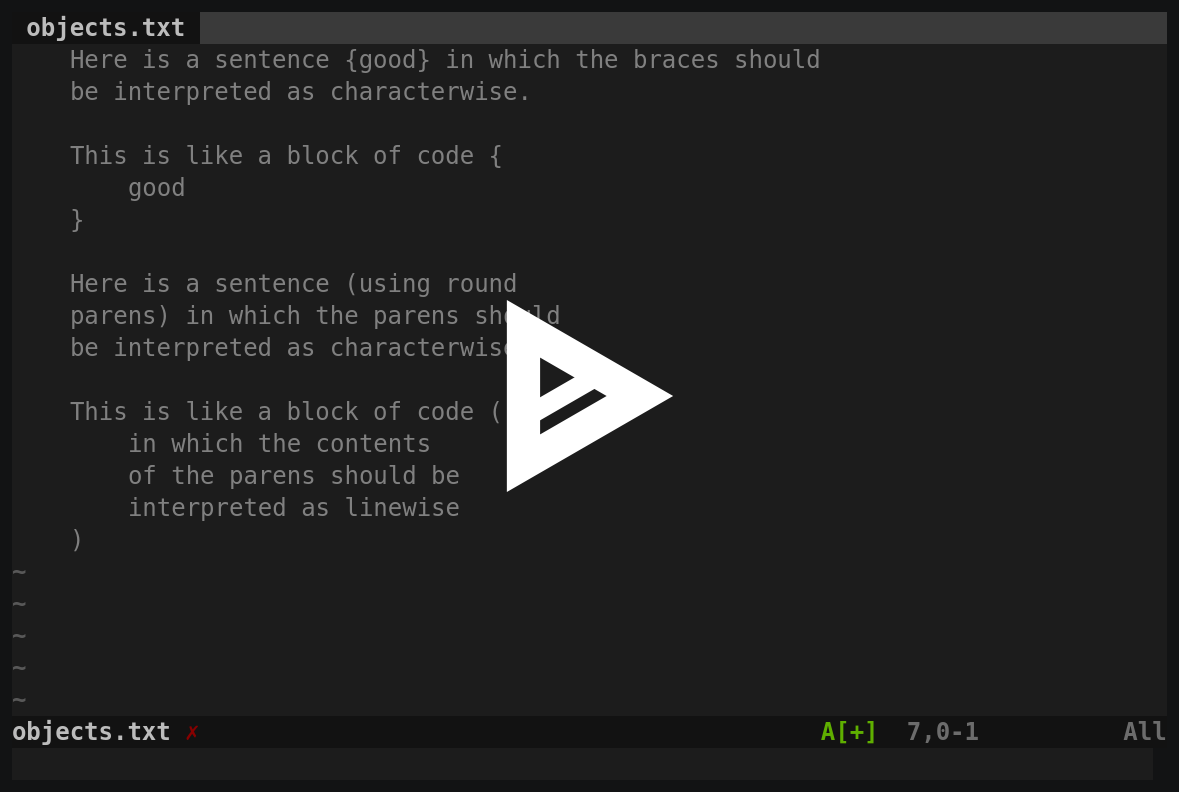 objects.txt
Here is a sentence {good} in which the braces should
be interpreted as characterwise.
This is like a block of code {
good
}
Here is a sentence (using round
parens) in which the parens should
be interpreted as characterwise
This is like a block of code (
in which the contents
of the parens should be
interpreted as linewise
)
~
~
~
~
~
objects.txt ✗ A[+] 7,0-1 All